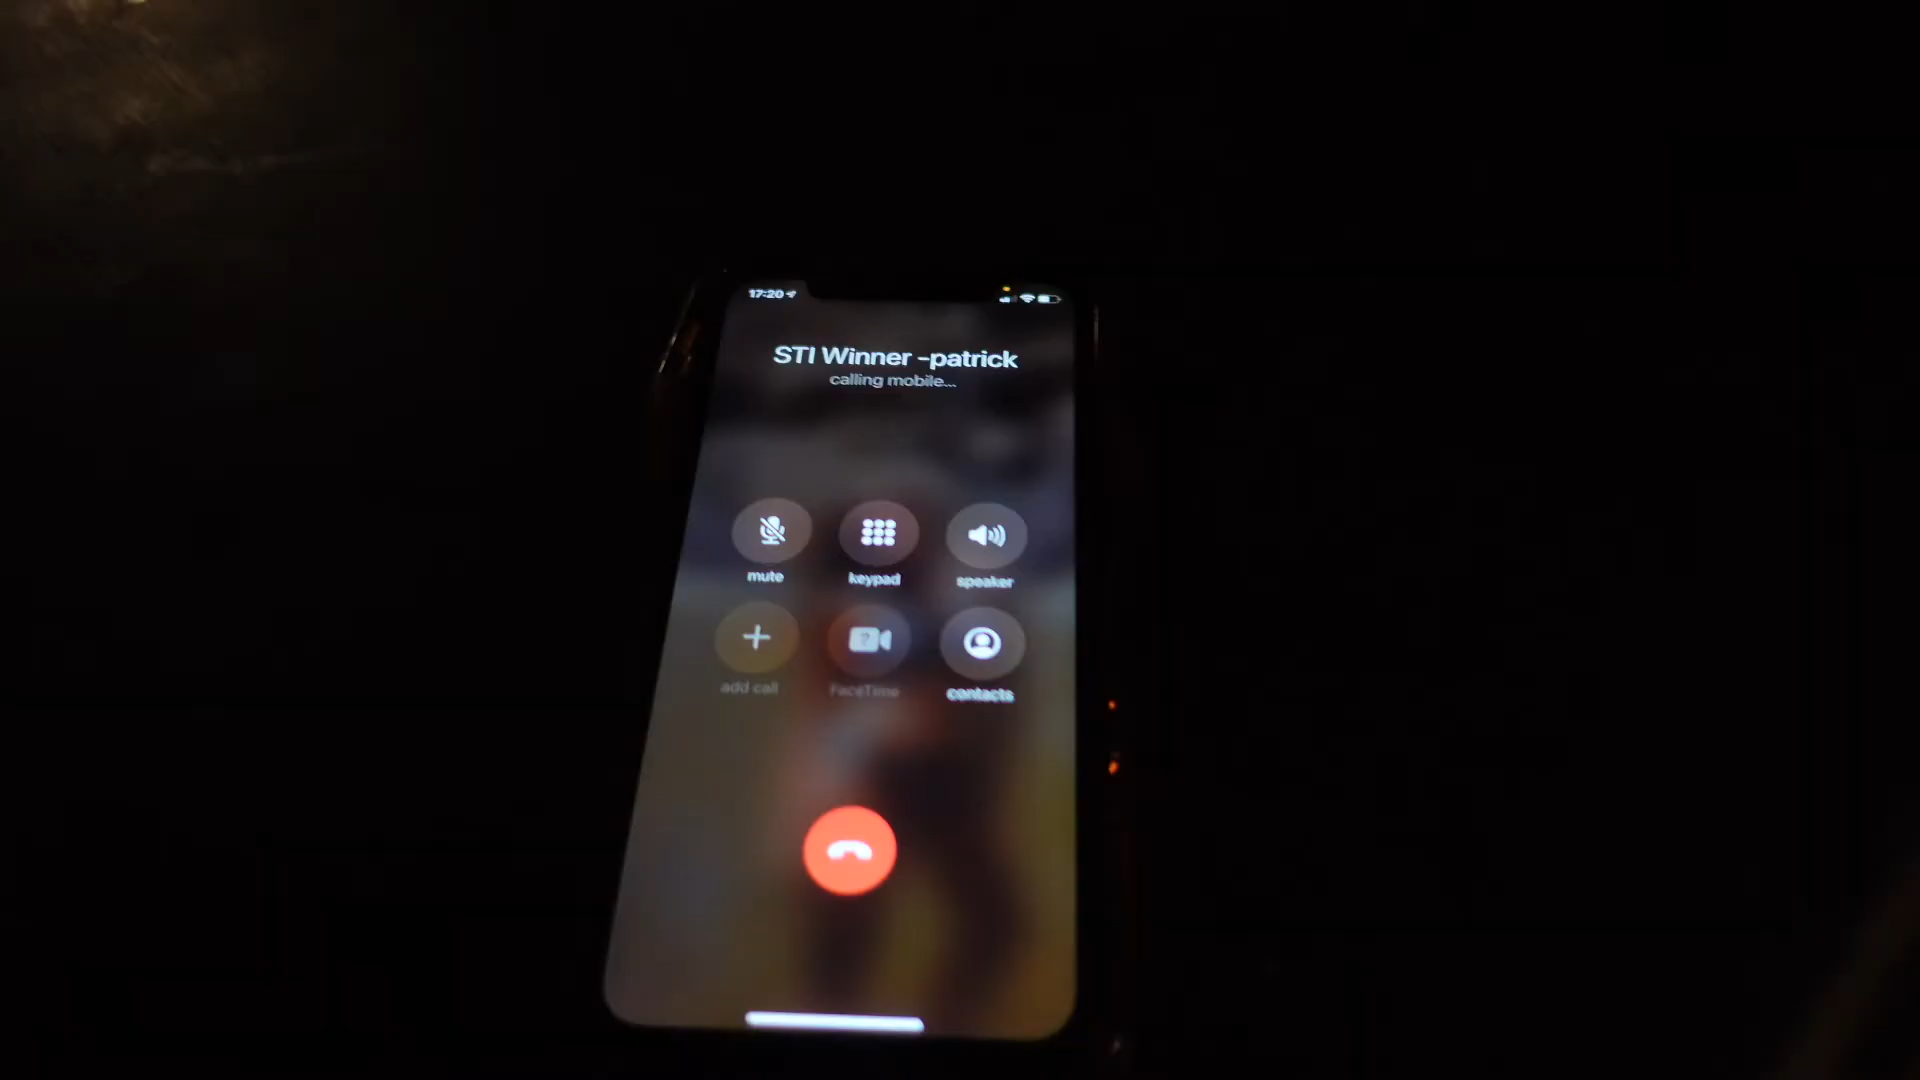 17:20
STI Winner -patrick
calling mobile...
mute
keypad
speaker
add call
FaceTime
contacts